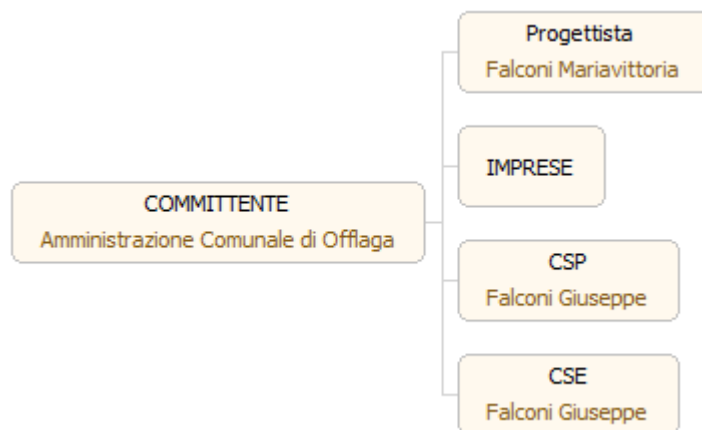 Progettista
Falconi Mariavittoria
IMPRESE
COMMITTENTE
Amministrazione Comunale di Offlaga
CSP
Falconi Giuseppe
CSE
Falconi Giuseppe